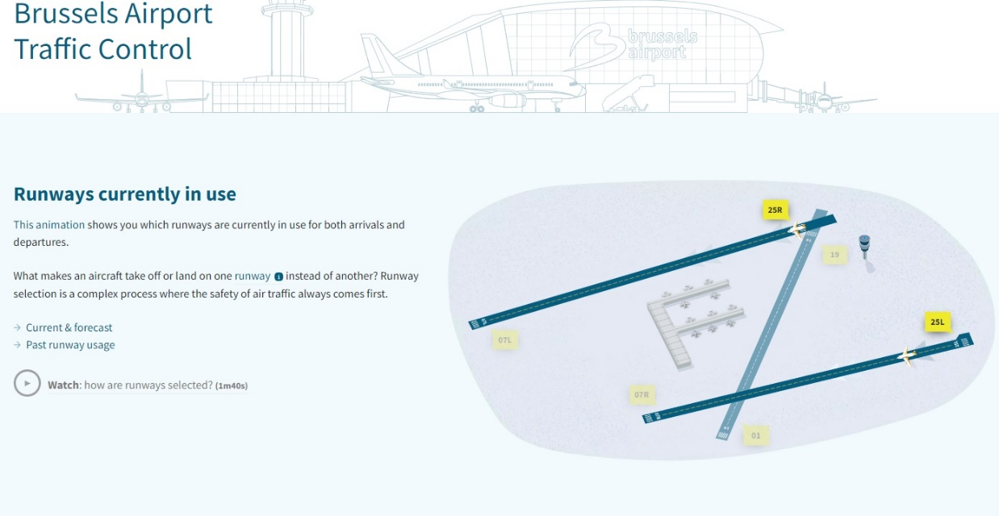 Brussels Airport
Traffic Control
brussels
airport
Runways currently in use
This animation shows you which runways are currently in use for both arrivals and
departures.
What makes an aircraft take off or land on one runway i instead of another? Runway
selection is a complex process where the safety of air traffic always comes first.
→ Current & forecast
→ Past runway usage
Watch: how are runways selected? (1m40s)
25R
19
07L
25L
07R
01